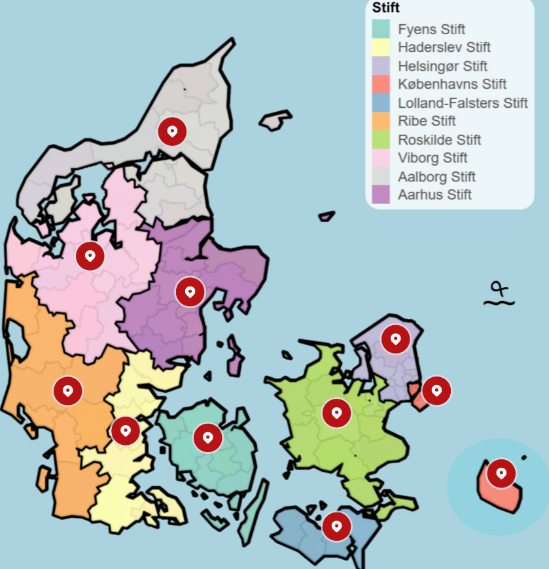 Stift
Fyens Stift
Haderslev Stift
Helsingør Stift
Københavns Stift
Lolland-Falsters Stift
Ribe Stift
Roskilde Stift
Viborg Stift
Aalborg Stift
Aarhus Stift